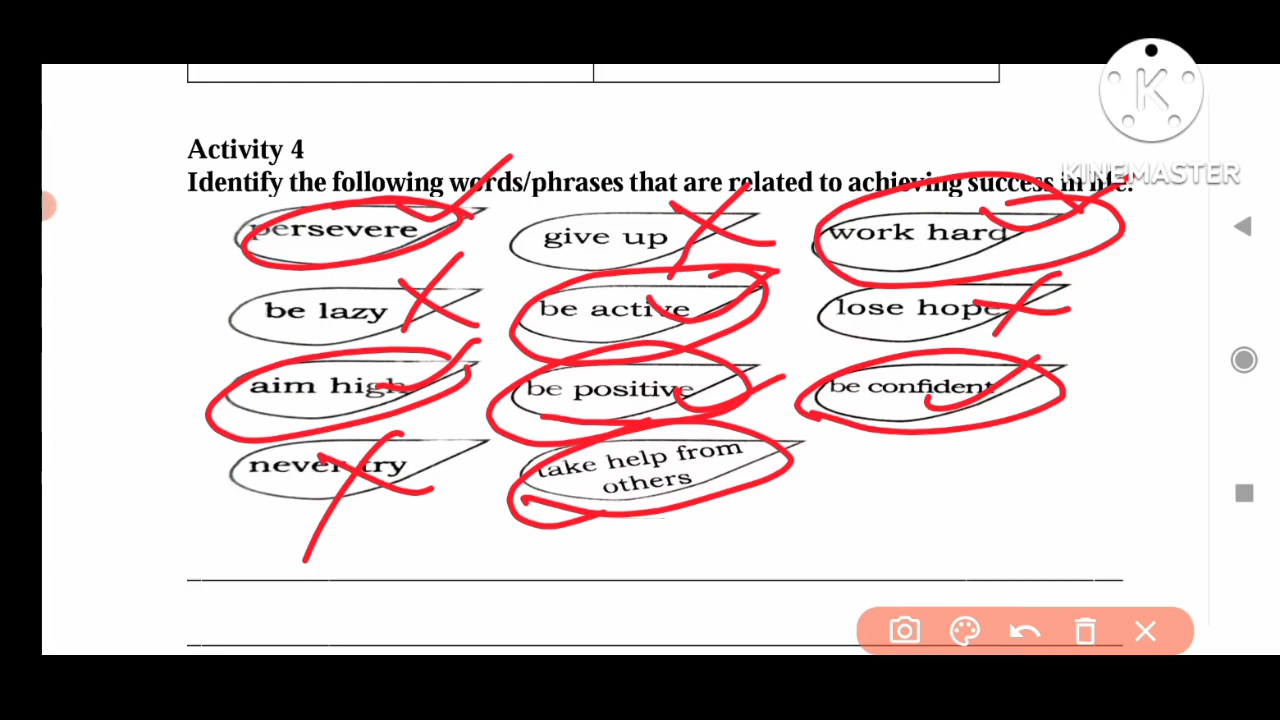 KINEMASTER
Activity 4
Identify the following words/phrases that are related to achieving success in life.
persevere give up work hard
be lazy be active lose hope
aim high be positive be confident
never try take help from
others